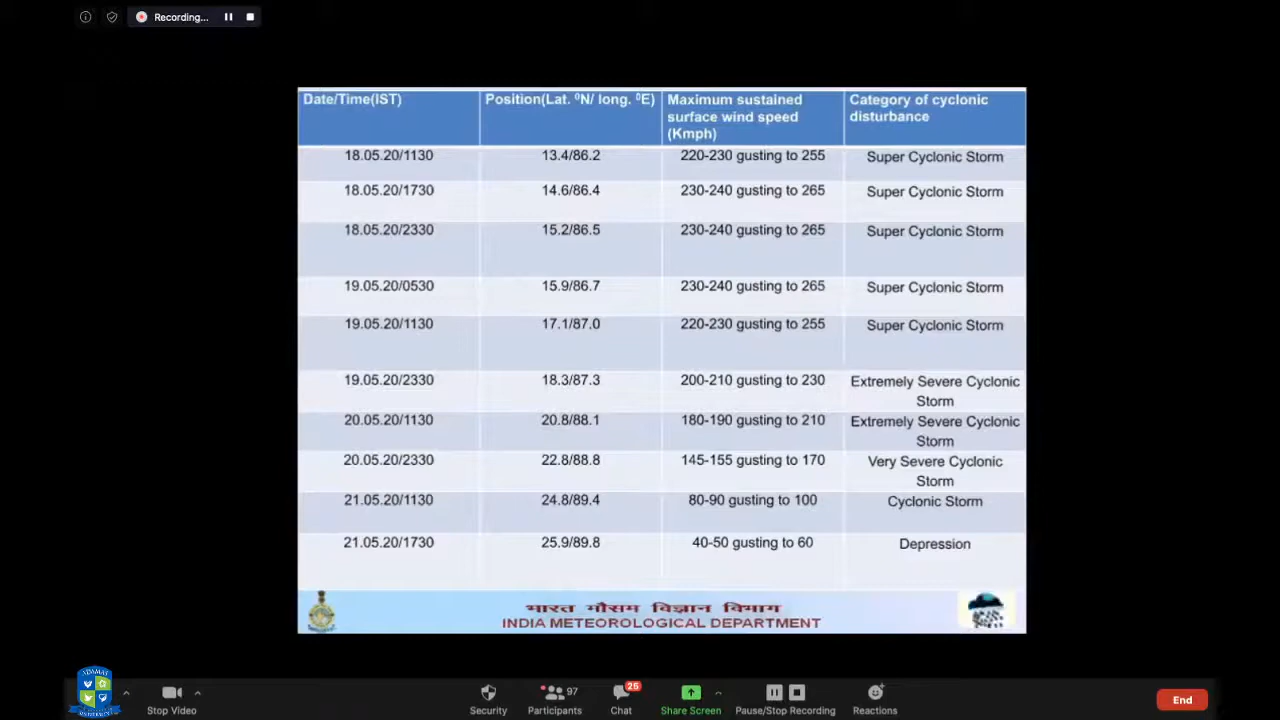 Recording...
Date/Time(IST) Position(Lat. ⁰N/ long. ⁰E) Maximum sustained surface wind speed (Kmph) Category of cyclonic disturbance
18.05.20/1130 13.4/86.2 220-230 gusting to 255 Super Cyclonic Storm
18.05.20/1730 14.6/86.4 230-240 gusting to 265 Super Cyclonic Storm
18.05.20/2330 15.2/86.5 230-240 gusting to 265 Super Cyclonic Storm
19.05.20/0530 15.9/86.7 230-240 gusting to 265 Super Cyclonic Storm
19.05.20/1130 17.1/87.0 220-230 gusting to 255 Super Cyclonic Storm
19.05.20/2330 18.3/87.3 200-210 gusting to 230 Extremely Severe Cyclonic Storm
20.05.20/1130 20.8/88.1 180-190 gusting to 210 Extremely Severe Cyclonic Storm
20.05.20/2330 22.8/88.8 145-155 gusting to 170 Very Severe Cyclonic Storm
21.05.20/1130 24.8/89.4 80-90 gusting to 100 Cyclonic Storm
21.05.20/1730 25.9/89.8 40-50 gusting to 60 Depression
भारत मौसम विज्ञान विभाग
INDIA METEOROLOGICAL DEPARTMENT
ADAMAS
UNIVERSITY
97
25
Stop Video Security Participants Chat Share Screen Pause/Stop Recording Reactions End